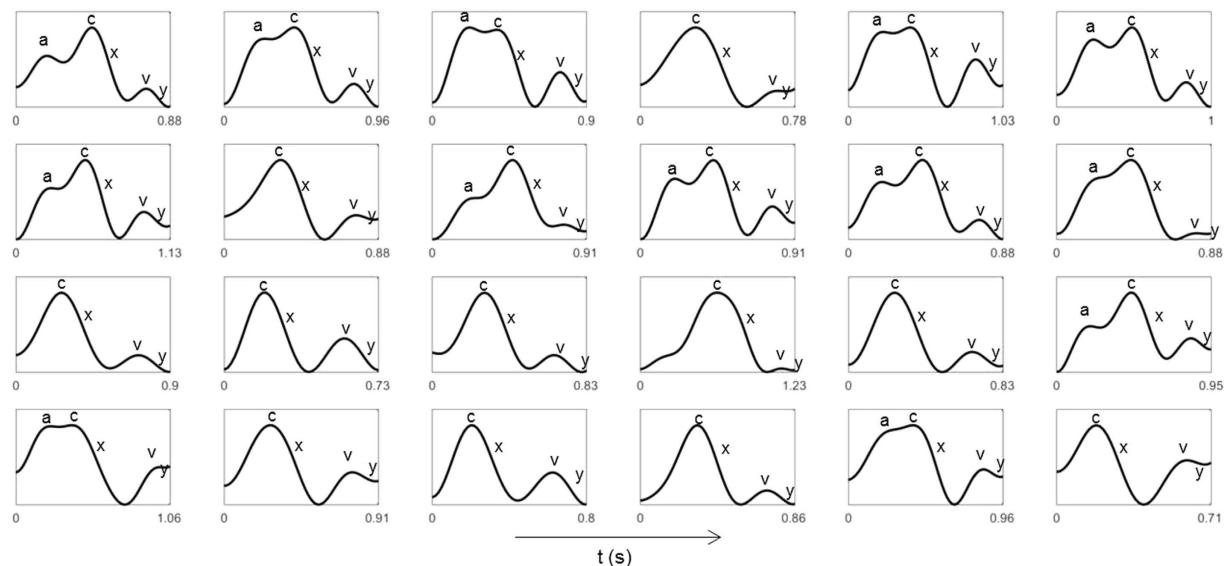 a c x v y a c x v y a c x v y c x v y a c x v y a c x v y
0 0.88 0 0.96 0 0.9 0 0.78 0 1.03 0 1
a c x v y c x v y a c x v y a c x v y a c x v y a c x v y
0 1.13 0 0.88 0 0.91 0 0.91 0 0.88 0 0.88
c x v y c x v y c x v y c x v y c x v y a c x v y
0 0.9 0 0.73 0 0.83 0 1.23 0 0.83 0 0.95
a c x v y c x v y c x v y c x v y a c x v y c x v y
0 1.06 0 0.91 0 0.8 0 0.86 0 0.96 0 0.71
t (s)